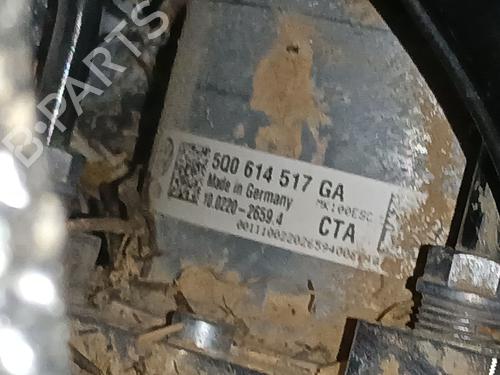 B-PARTS
5Q0 614 517 GA
Made in Germany
MK100ESC
10.0220-2659.4
CTA